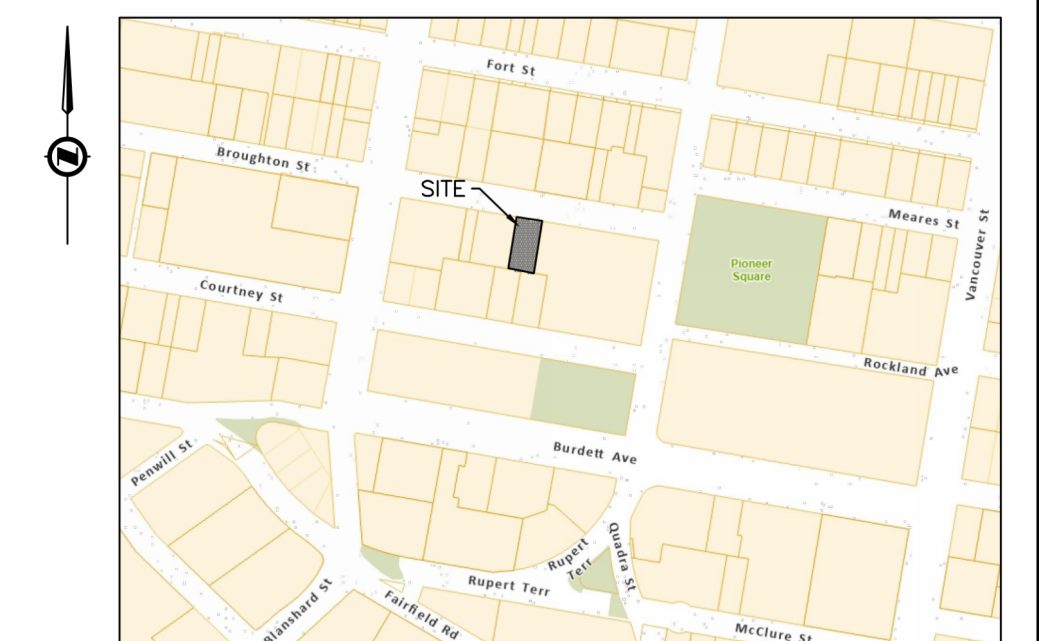 Fort St
Broughton St
SITE
Meares St
Vancouver St
Pioneer
Square
Courtney St
Rockland Ave
Burdett Ave
Penwill St
Quadra St
Rupert
Terr
Rupert Terr
glanshard St
Fairfield Rd
McClure St
N